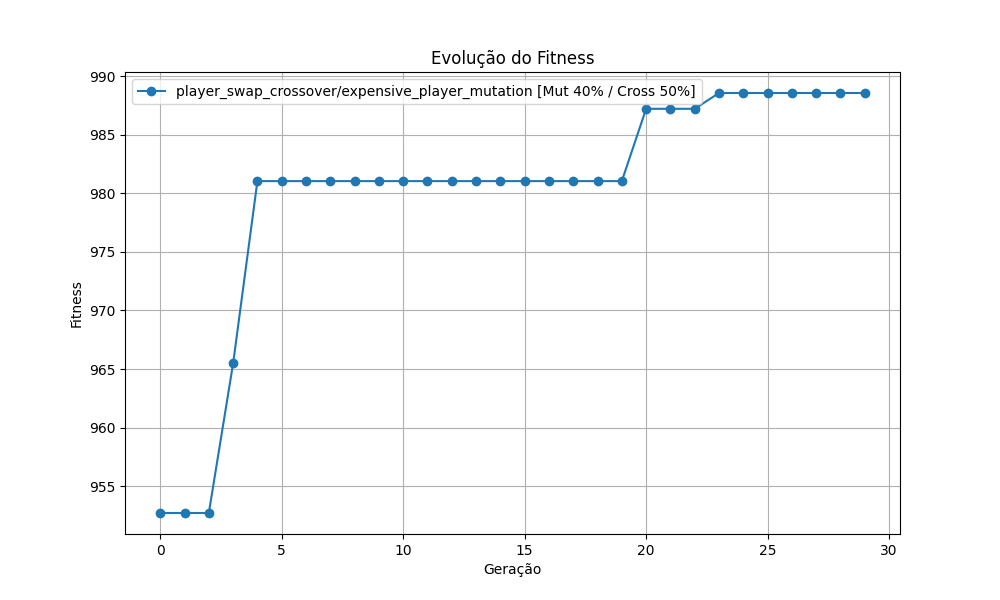 Evolução do Fitness
player_swap_crossover/expensive_player_mutation [Mut 40% / Cross 50%]
990
985
980
975
970
965
960
955
Fitness
0 5 10 15 20 25 30
Geração